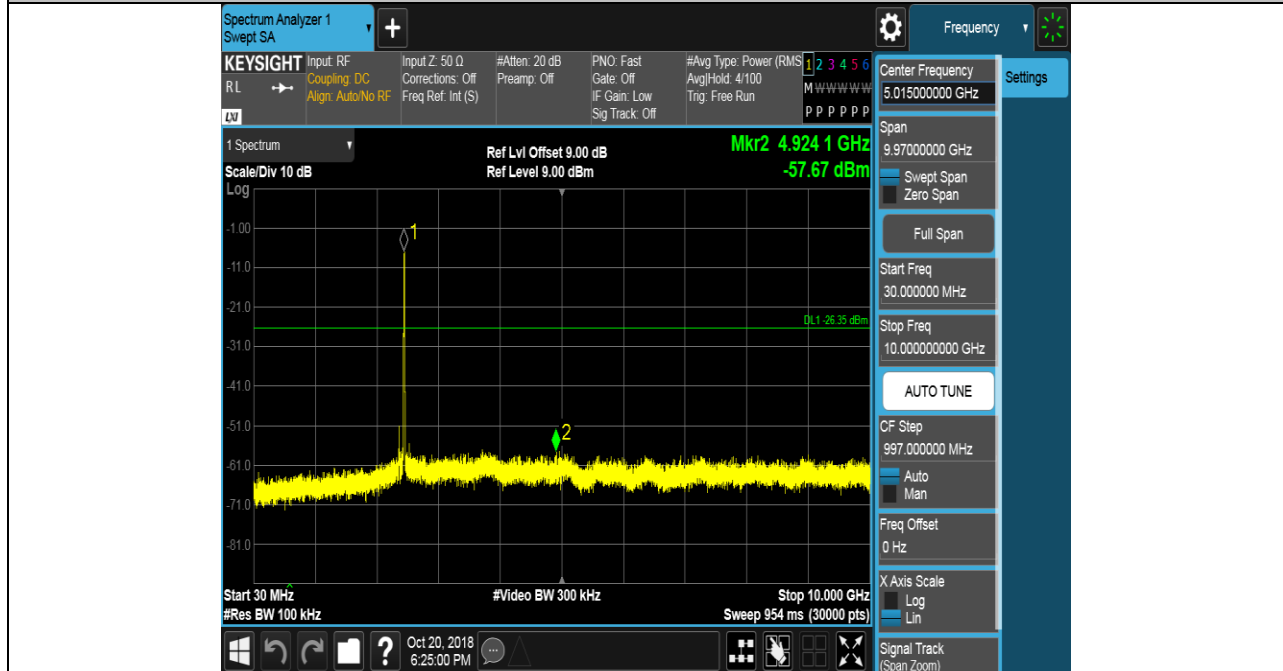 Spectrum Analyzer 1
Swept SA
+
Frequency
KEYSIGHT
RL
LXI
Input: RF
Coupling: DC
Align: Auto/No RF
Input Z: 50 Ω
Corrections: Off
Freq Ref: Int (S)
#Atten: 20 dB
Preamp: Off
PNO: Fast
Gate: Off
IF Gain: Low
Sig Track: Off
#Avg Type: Power (RMS
Avg|Hold: 4/100
Trig: Free Run
1 2 3 4 5 6
M W W W W W
P P P P P P
1 Spectrum
Scale/Div 10 dB
Log
Ref Lvl Offset 9.00 dB
Ref Level 9.00 dBm
Mkr2 4.924 1 GHz
-57.67 dBm
-1.00
-11.0
-21.0
-31.0
-41.0
-51.0
-61.0
-71.0
-81.0
1
2
DL1 -26.35 dBm
Start 30 MHz
#Res BW 100 kHz
#Video BW 300 kHz
Stop 10.000 GHz
Sweep 954 ms (30000 pts)
Center Frequency
5.015000000 GHz
Settings
Span
9.97000000 GHz
Swept Span
Zero Span
Full Span
Start Freq
30.000000 MHz
Stop Freq
10.000000000 GHz
AUTO TUNE
CF Step
997.000000 MHz
Auto
Man
Freq Offset
0 Hz
X Axis Scale
Log
Lin
Signal Track
(Span Zoom)
?
Oct 20, 2018
6:25:00 PM